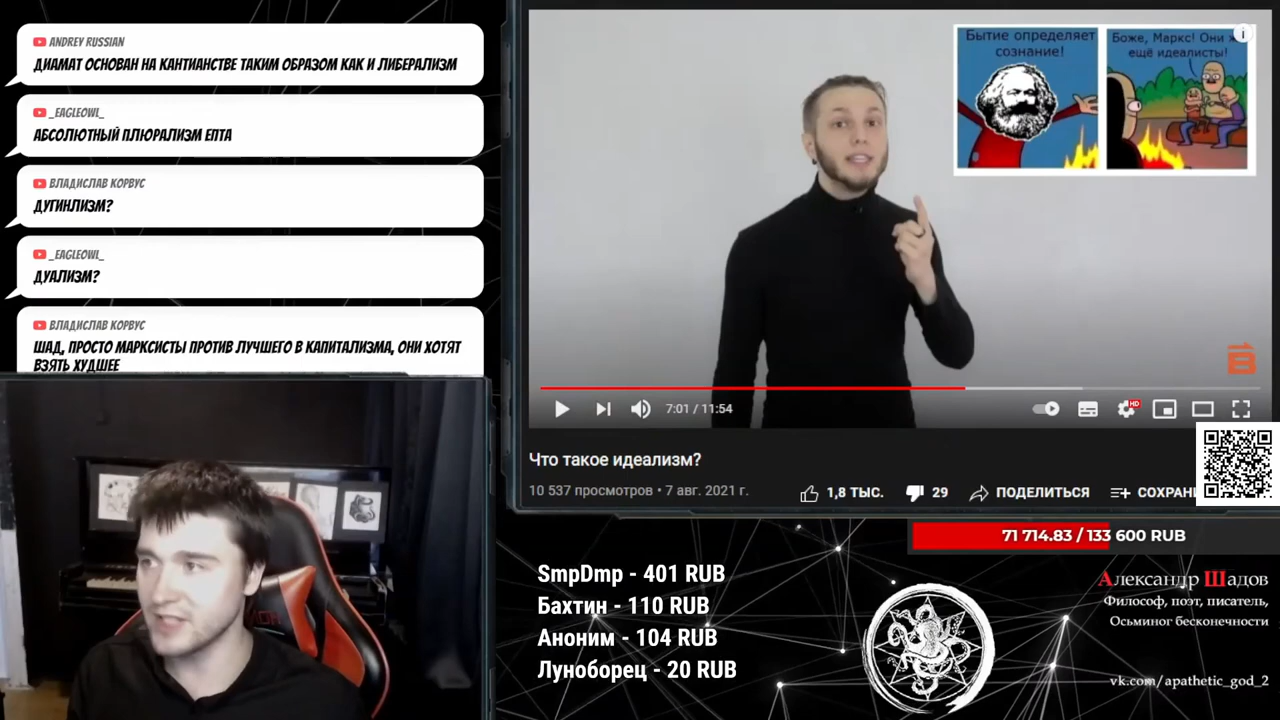 ANDREY RUSSIAN
ДИАМАТ ОСНОВАН НА КАНТИАНСТВЕ ТАКИМ ОБРАЗОМ КАК И ЛИБЕРАЛИЗМ
_EAGLEOWL_
АБСОЛЮТНЫЙ ПЛЮРАЛИЗМ ЕПТА
ВЛАДИСЛАВ КОРВУС
ДУГИНЛИЗМ?
_EAGLEOWL_
ДУАЛИЗМ?
ВЛАДИСЛАВ КОРВУС
ШАД, ПРОСТО МАРКСИСТЫ ПРОТИВ ЛУЧШЕГО В КАПИТАЛИЗМА, ОНИ ХОТЯТ
ВЗЯТЬ ХУДШЕЕ
Бытие определяет
сознание!
Боже, Маркс! Они
ещё идеалисты!
7:01 / 11:54
HD
Что такое идеализм?
10 537 просмотров • 7 авг. 2021 г.
1,8 ТЫС.
29
ПОДЕЛИТЬСЯ
СОХРАНИ
71 714.83 / 133 600 RUB
SmpDmp - 401 RUB
Бахтин - 110 RUB
Аноним - 104 RUB
Луноборец - 20 RUB
Александр Шадов
Философ, поэт, писатель,
Осьминог бесконечности
vk.com/apathetic_god_2